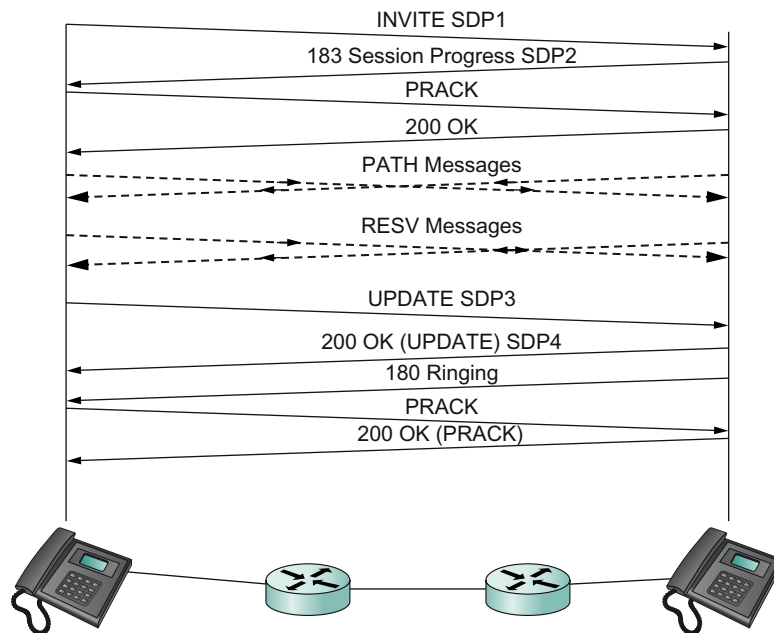 INVITE SDP1
183 Session Progress SDP2
PRACK
200 OK
PATH Messages
RESV Messages
UPDATE SDP3
200 OK (UPDATE) SDP4
180 Ringing
PRACK
200 OK (PRACK)